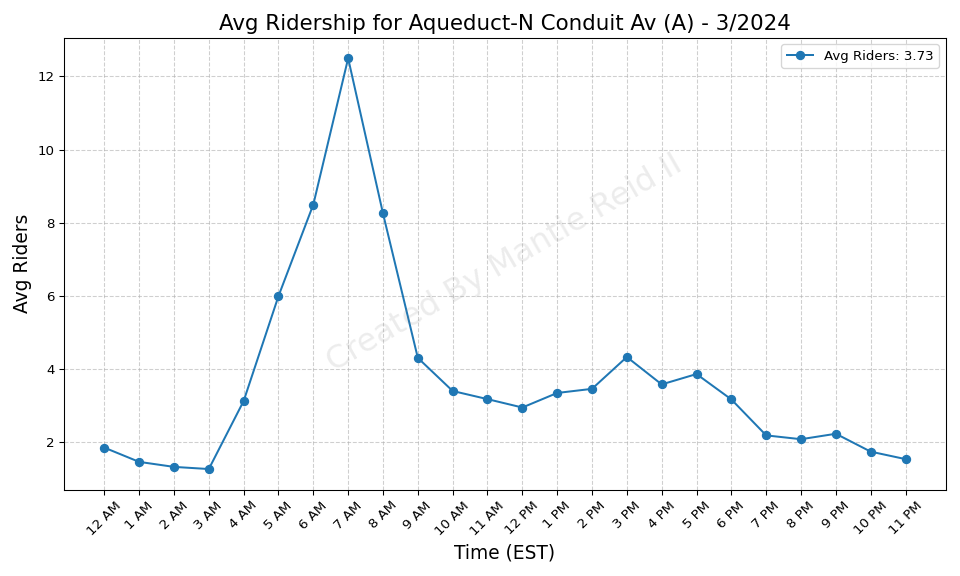 Avg Ridership for Aqueduct-N Conduit Av (A) - 3/2024
Avg Riders: 3.73
12
10
8
6
4
2
Avg Riders
Created By Mantie Reid II
12 AM
1 AM
2 AM
3 AM
4 AM
5 AM
6 AM
7 AM
8 AM
9 AM
10 AM
11 AM
12 PM
1 PM
2 PM
3 PM
4 PM
5 PM
6 PM
7 PM
8 PM
9 PM
10 PM
11 PM
Time (EST)